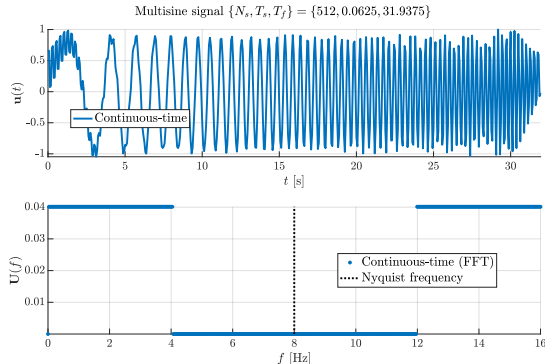 Multisine signal {N_s, T_s, T_f} = {512, 0.0625, 31.9375}
1
0.5
0
-0.5
-1
u(t)
Continuous-time
0 5 10 15 20 25 30
t [s]
0.04
0.03
0.02
0.01
U(f)
Continuous-time (FFT)
Nyquist frequency
0 2 4 6 8 10 12 14 16
f [Hz]